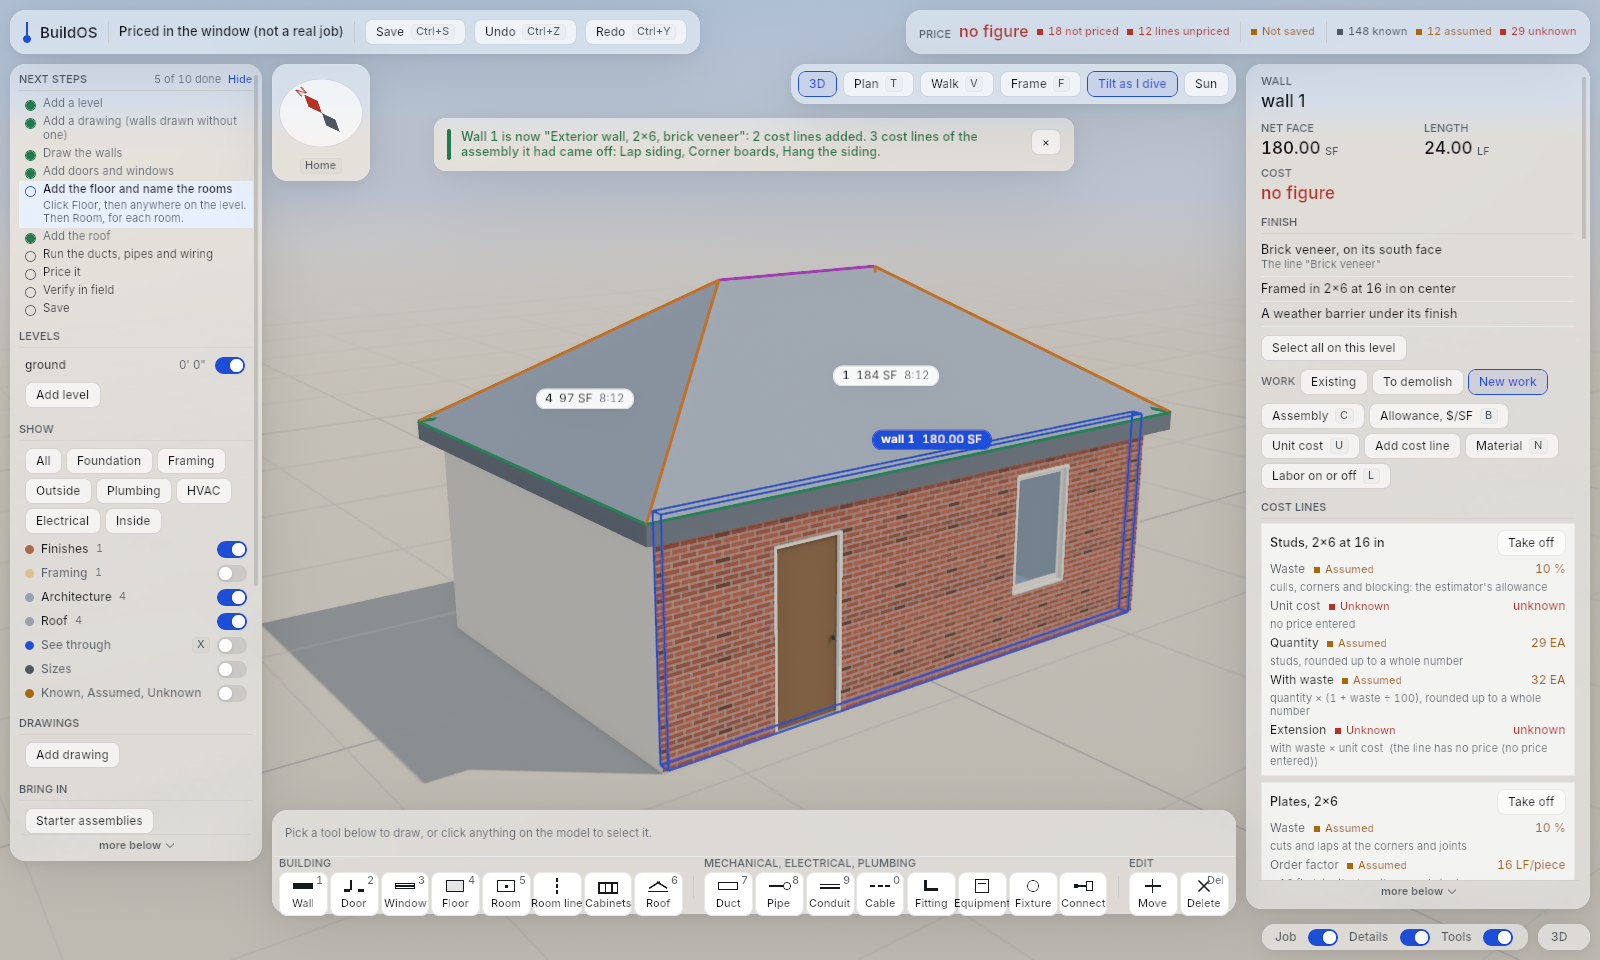 BuildOS
Priced in the window (not a real job)
Save Ctrl+S
Undo Ctrl+Z
Redo Ctrl+Y
PRICE no figure
18 not priced
12 lines unpriced
Not saved
148 known
12 assumed
29 unknown
NEXT STEPS 5 of 10 done Hide
Add a level
Add a drawing (walls drawn without
one)
Draw the walls
Add doors and windows
Add the floor and name the rooms
Click Floor, then anywhere on the level.
Then Room, for each room.
Add the roof
Run the ducts, pipes and wiring
Price it
Verify in field
Save
LEVELS
ground 0' 0"
Add level
SHOW
All Foundation Framing
Outside Plumbing HVAC
Electrical Inside
Finishes 1
Framing 1
Architecture 4
Roof 4
See through X
Sizes
Known, Assumed, Unknown
DRAWINGS
Add drawing
BRING IN
Starter assemblies
more below
N
Home
3D Plan T Walk V Frame F Tilt as I dive Sun
Wall 1 is now "Exterior wall, 2×6, brick veneer": 2 cost lines added. 3 cost lines of the
assembly it had came off: Lap siding, Corner boards, Hang the siding.
×
1 184 SF 8:12
4 97 SF 8:12
wall 1 180.00 SF
Pick a tool below to draw, or click anything on the model to select it.
BUILDING
Wall 1
Door 2
Window 3
Floor 4
Room 5
Room line
Cabinets
Roof 6
MECHANICAL, ELECTRICAL, PLUMBING
Duct 7
Pipe 8
Conduit 9
Cable 0
Fitting
Equipment
Fixture
Connect
EDIT
Move
Delete Del
WALL
wall 1
NET FACE LENGTH
180.00 SF 24.00 LF
COST
no figure
FINISH
Brick veneer, on its south face
The line "Brick veneer"
Framed in 2×6 at 16 in on center
A weather barrier under its finish
Select all on this level
WORK Existing To demolish New work
Assembly C Allowance, $/SF B
Unit cost U Add cost line Material N
Labor on or off L
COST LINES
Studs, 2×6 at 16 in Take off
Waste Assumed 10 %
culls, corners and blocking: the estimator's allowance
Unit cost Unknown unknown
no price entered
Quantity Assumed 29 EA
studs, rounded up to a whole number
With waste Assumed 32 EA
quantity × (1 + waste ÷ 100), rounded up to a whole
number
Extension Unknown unknown
with waste × unit cost (the line has no price (no price
entered))
Plates, 2×6 Take off
Waste Assumed 10 %
cuts and laps at the corners and joints
Order factor Assumed 16 LF/piece
more below
Job Details Tools 3D